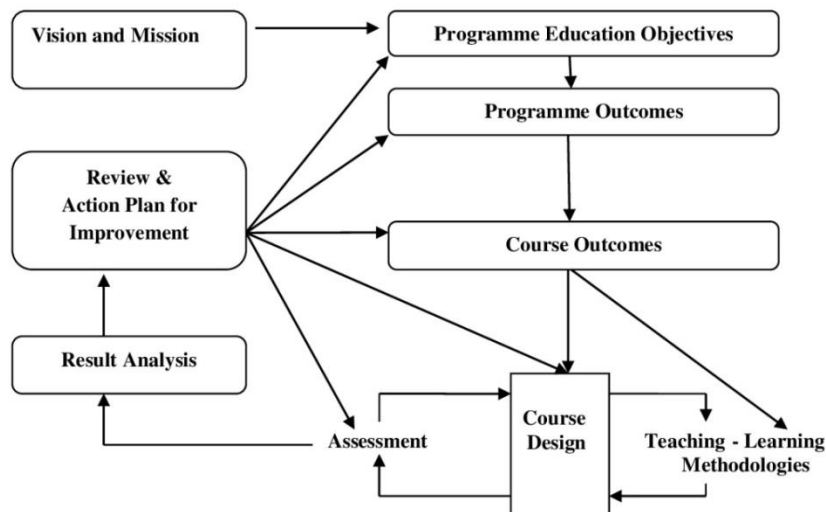 Vision and Mission
Programme Education Objectives
Programme Outcomes
Review &
Action Plan for
Improvement
Course Outcomes
Result Analysis
Assessment
Course
Design
Teaching - Learning
Methodologies